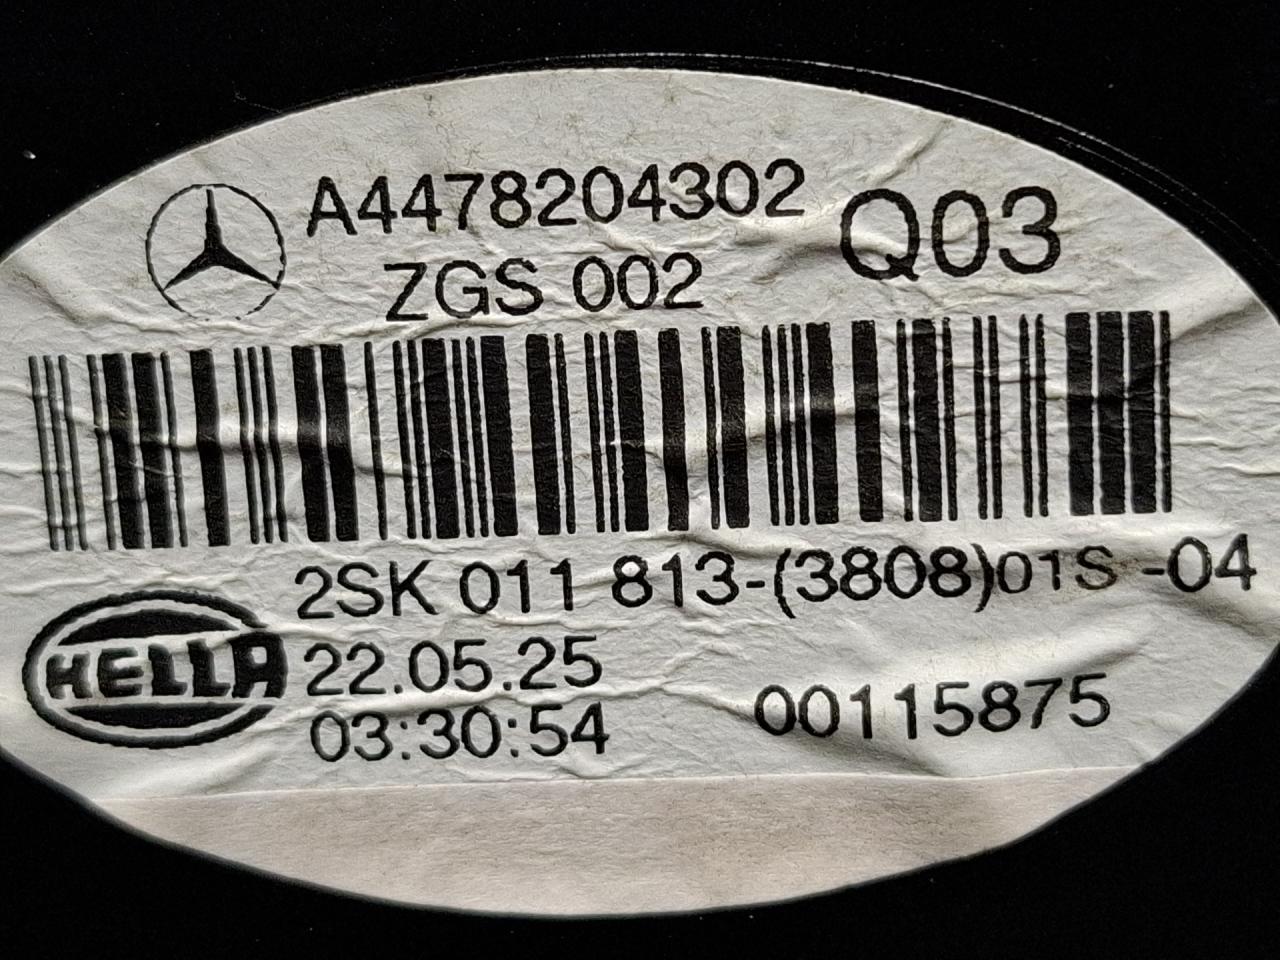 A4478204302
Q03
ZGS 002
2SK 011 813-(3808)01S -04
HELLA
22.05.25
03:30:54
00115875